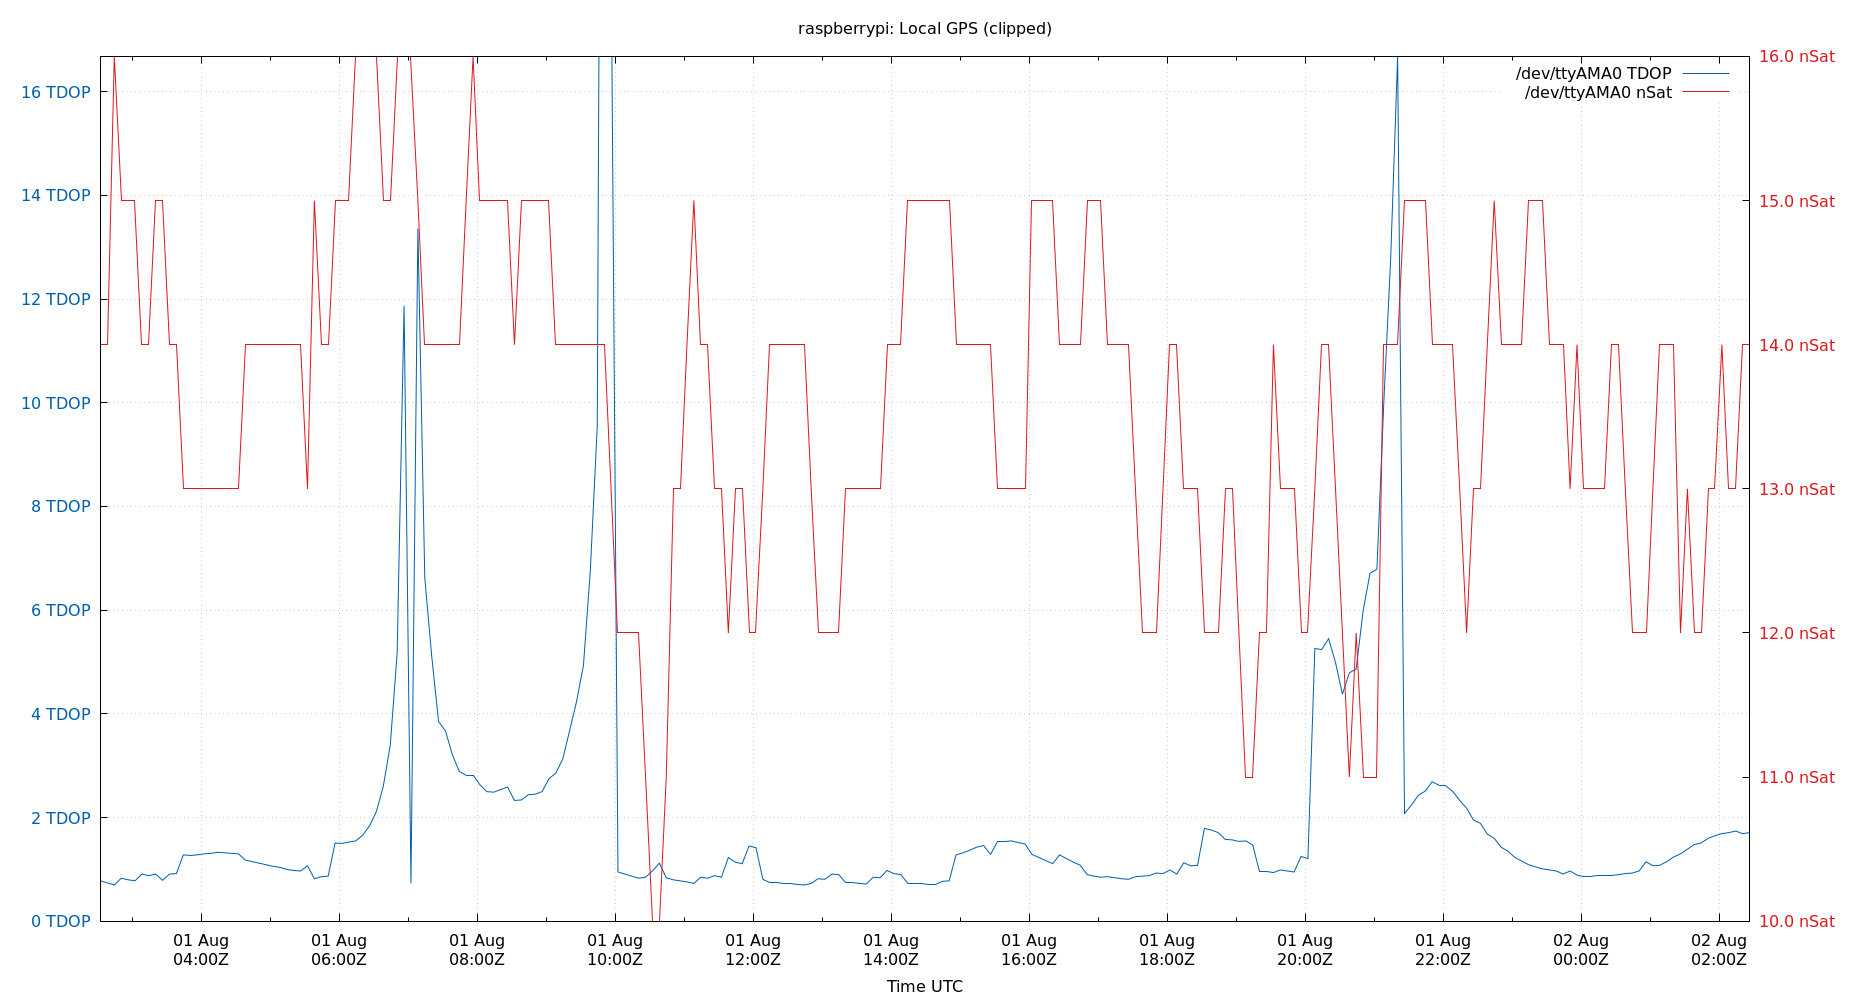 raspberrypi: Local GPS (clipped)
/dev/ttyAMA0 TDOP
/dev/ttyAMA0 nSat
16 TDOP
14 TDOP
12 TDOP
10 TDOP
8 TDOP
6 TDOP
4 TDOP
2 TDOP
0 TDOP
16.0 nSat
15.0 nSat
14.0 nSat
13.0 nSat
12.0 nSat
11.0 nSat
10.0 nSat
01 Aug
04:00Z
01 Aug
06:00Z
01 Aug
08:00Z
01 Aug
10:00Z
01 Aug
12:00Z
01 Aug
14:00Z
01 Aug
16:00Z
01 Aug
18:00Z
01 Aug
20:00Z
01 Aug
22:00Z
02 Aug
00:00Z
02 Aug
02:00Z
Time UTC